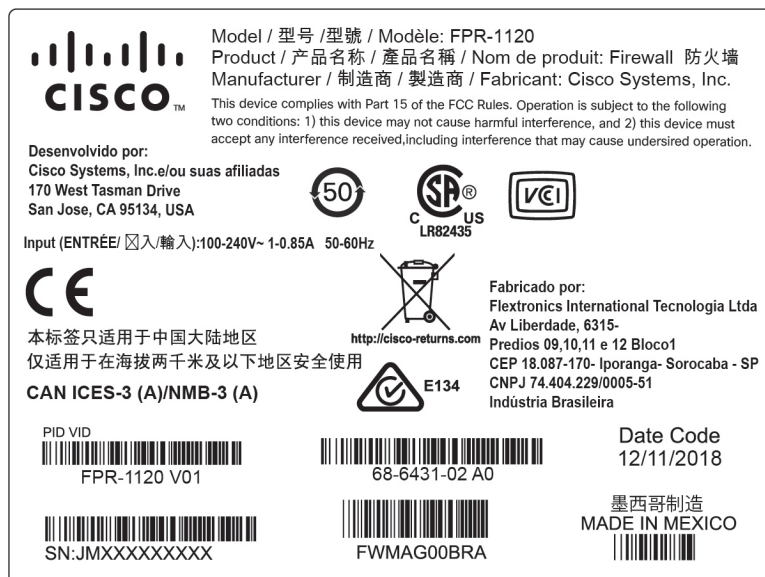 CISCO™
Model / 型号 /型號 / Modèle: FPR-1120
Product / 产品名称 / 產品名稱 / Nom de produit: Firewall 防火墙
Manufacturer / 制造商 / 製造商 / Fabricant: Cisco Systems, Inc.
This device complies with Part 15 of the FCC Rules. Operation is subject to the following
two conditions: 1) this device may not cause harmful interference, and 2) this device must
accept any interference received,including interference that may cause undersired operation.
Desenvolvido por:
Cisco Systems, Inc.e/ou suas afiliadas
170 West Tasman Drive
San Jose, CA 95134, USA
50
C SA ® US
LR82435
VCI
Input (ENTRÉE/ 入/輸入):100-240V~ 1-0.85A 50-60Hz
CE
http://cisco-returns.com
Fabricado por:
Flextronics International Tecnologia Ltda
Av Liberdade, 6315-
Predios 09,10,11 e 12 Bloco1
CEP 18.087-170- Iporanga- Sorocaba - SP
CNPJ 74.404.229/0005-51
Indústria Brasileira
本标签只适用于中国大陆地区
仅适用于在海拔两千米及以下地区安全使用
CAN ICES-3 (A)/NMB-3 (A)
E134
PID VID
FPR-1120 V01
68-6431-02 A0
Date Code
12/11/2018
SN:JMXXXXXXXXX
FWMAG00BRA
墨西哥制造
MADE IN MEXICO